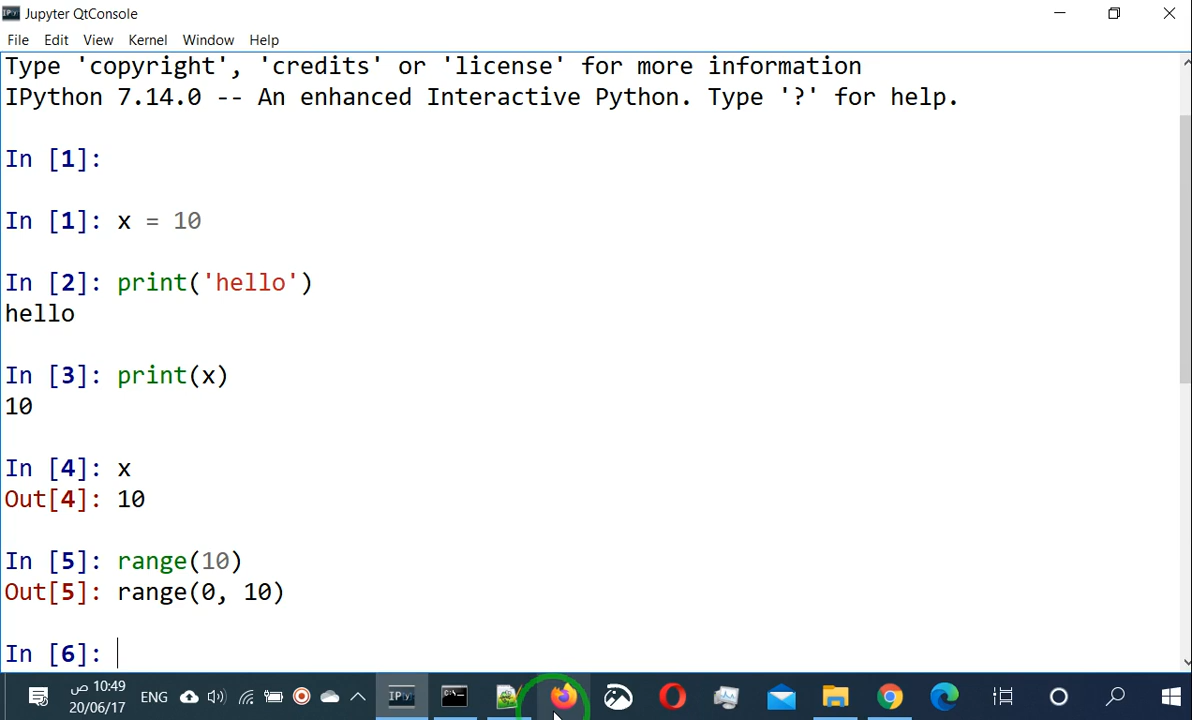 Jupyter QtConsole
File Edit View Kernel Window Help
Type 'copyright', 'credits' or 'license' for more information
IPython 7.14.0 -- An enhanced Interactive Python. Type '?' for help.
In [1]:
In [1]: x = 10
In [2]: print('hello')
hello
In [3]: print(x)
10
In [4]: x
Out[4]: 10
In [5]: range(10)
Out[5]: range(0, 10)
In [6]:
10:49 ص
20/06/17
ENG